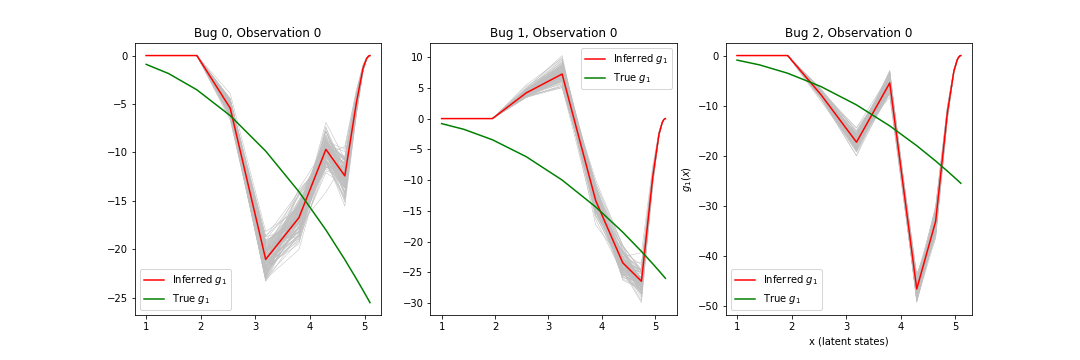 Bug 0, Observation 0
0
−5
−10
−15
−20
−25
1 2 3 4 5
Inferred g₁
True g₁
Bug 1, Observation 0
10
5
0
−5
−10
−15
−20
−25
−30
1 2 3 4 5
Inferred g₁
True g₁
Bug 2, Observation 0
g₁(x)
0
−10
−20
−30
−40
−50
1 2 3 4 5
Inferred g₁
True g₁
x (latent states)